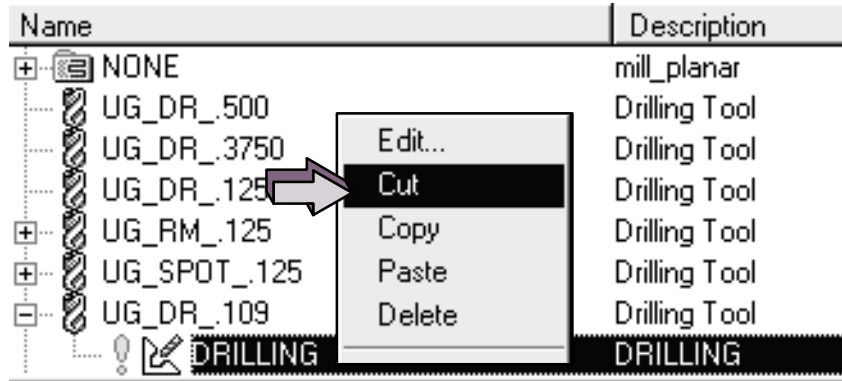 Name Description
NONE mill_planar
UG_DR_.500 Drilling Tool
UG_DR_.3750 Edit... Drilling Tool
UG_DR_.125 Cut Drilling Tool
UG_RM_.125 Copy Drilling Tool
UG_SPOT_.125 Paste Drilling Tool
UG_DR_.109 Delete Drilling Tool
DRILLING DRILLING